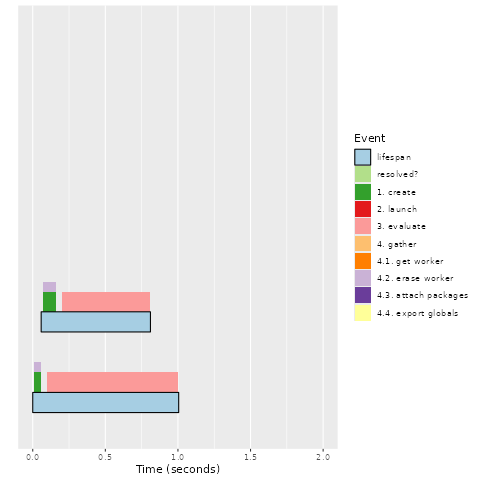 Event
lifespan
resolved?
1. create
2. launch
3. evaluate
4. gather
4.1. get worker
4.2. erase worker
4.3. attach packages
4.4. export globals
0.0 0.5 1.0 1.5 2.0
Time (seconds)